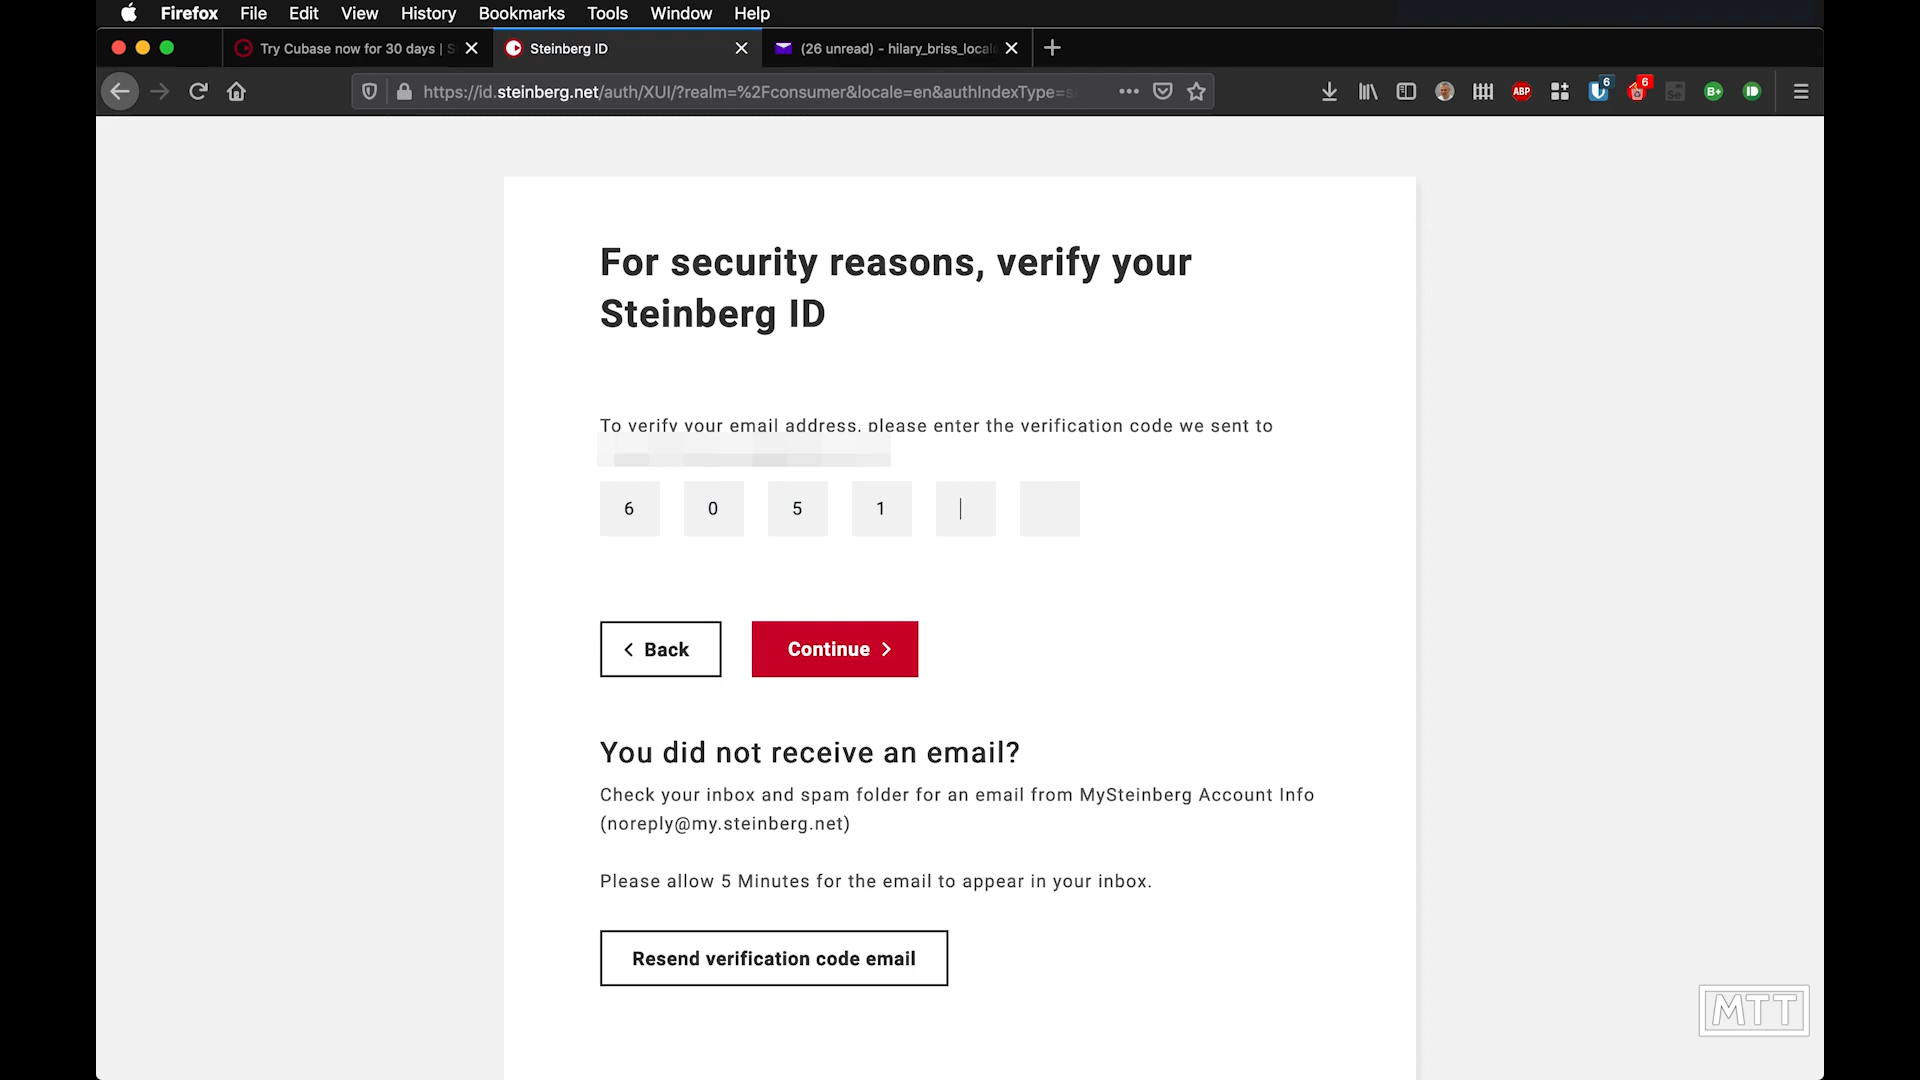 Firefox File Edit View History Bookmarks Tools Window Help
Try Cubase now for 30 days | S
Steinberg ID
(26 unread) - hilary_briss_local
https://id.steinberg.net/auth/XUI/?realm=%2Fconsumer&locale=en&authIndexType=s
ABP
6
6
Se
B+
For security reasons, verify your
Steinberg ID
To verify your email address, please enter the verification code we sent to
6 0 5 1
Back
Continue
You did not receive an email?
Check your inbox and spam folder for an email from MySteinberg Account Info
(noreply@my.steinberg.net)
Please allow 5 Minutes for the email to appear in your inbox.
Resend verification code email
MTT